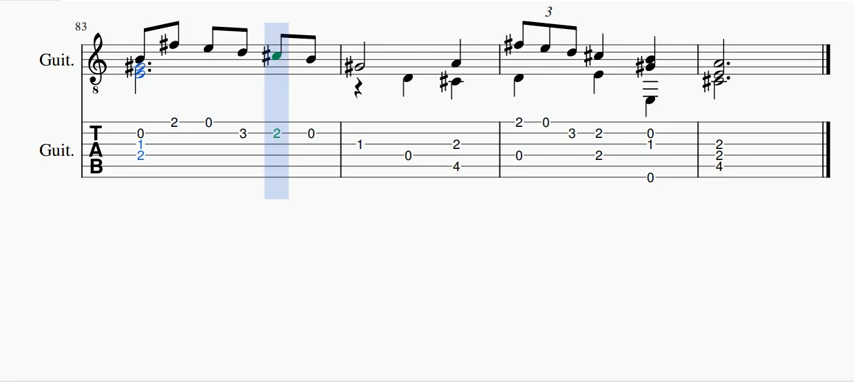 83
3
Guit.
8
2 0 2 0
T 0 3 2 0 3 2 0
Guit. A 1 1 2 1 2
2 0 0 2 2
B 4 4
0